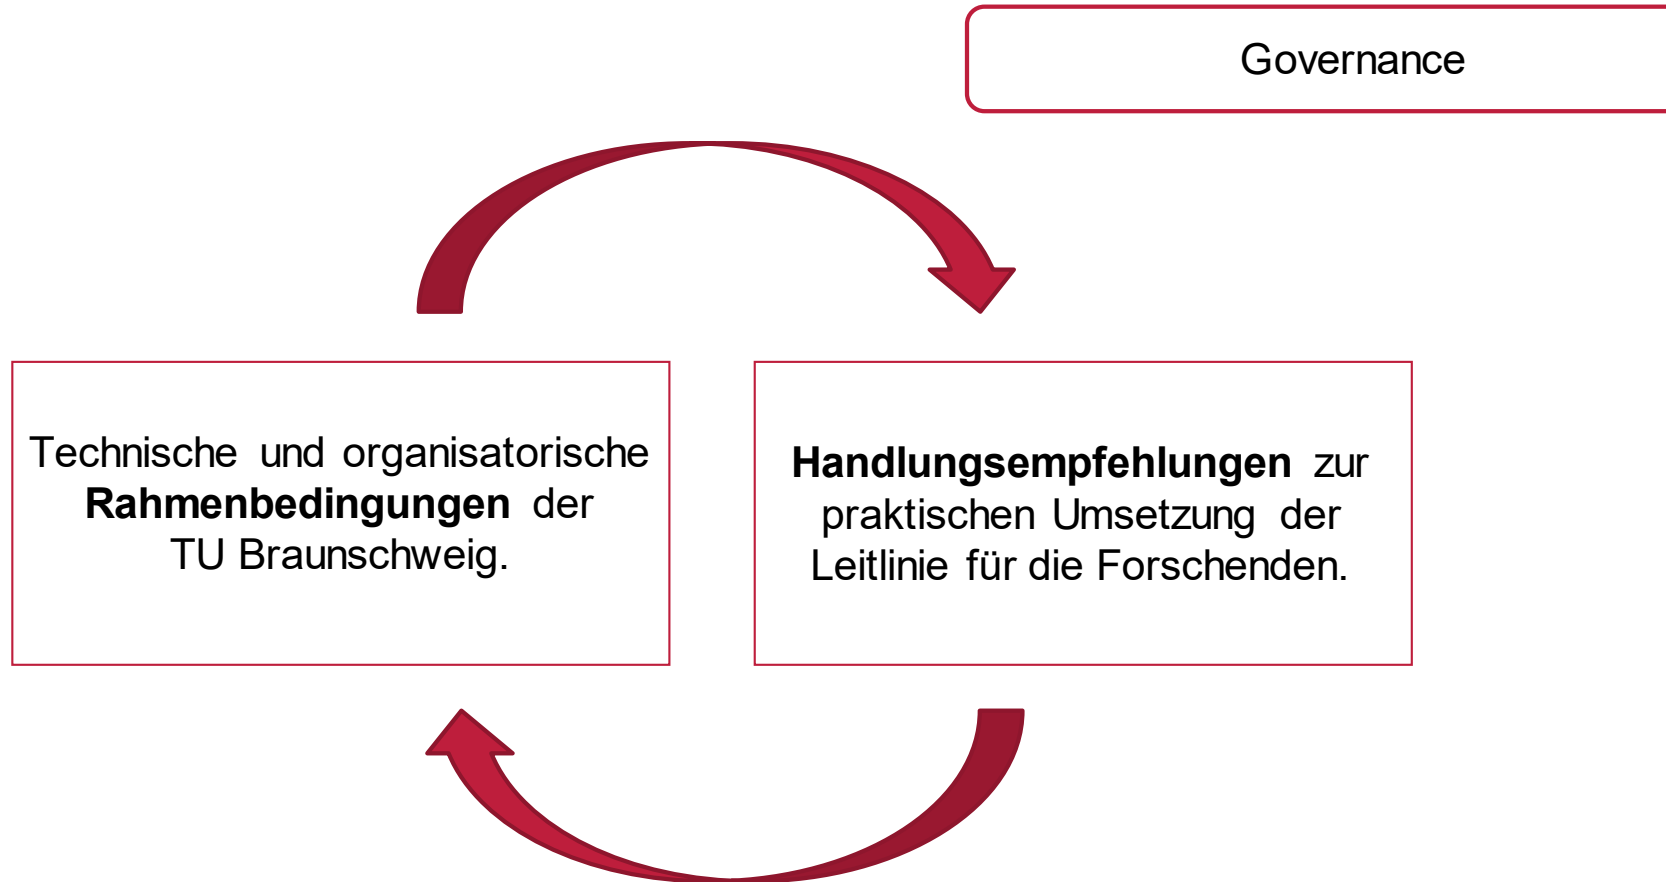 Governance
Technische und organisatorische
Rahmenbedingungen der
TU Braunschweig.
Handlungsempfehlungen zur
praktischen Umsetzung der
Leitlinie für die Forschenden.